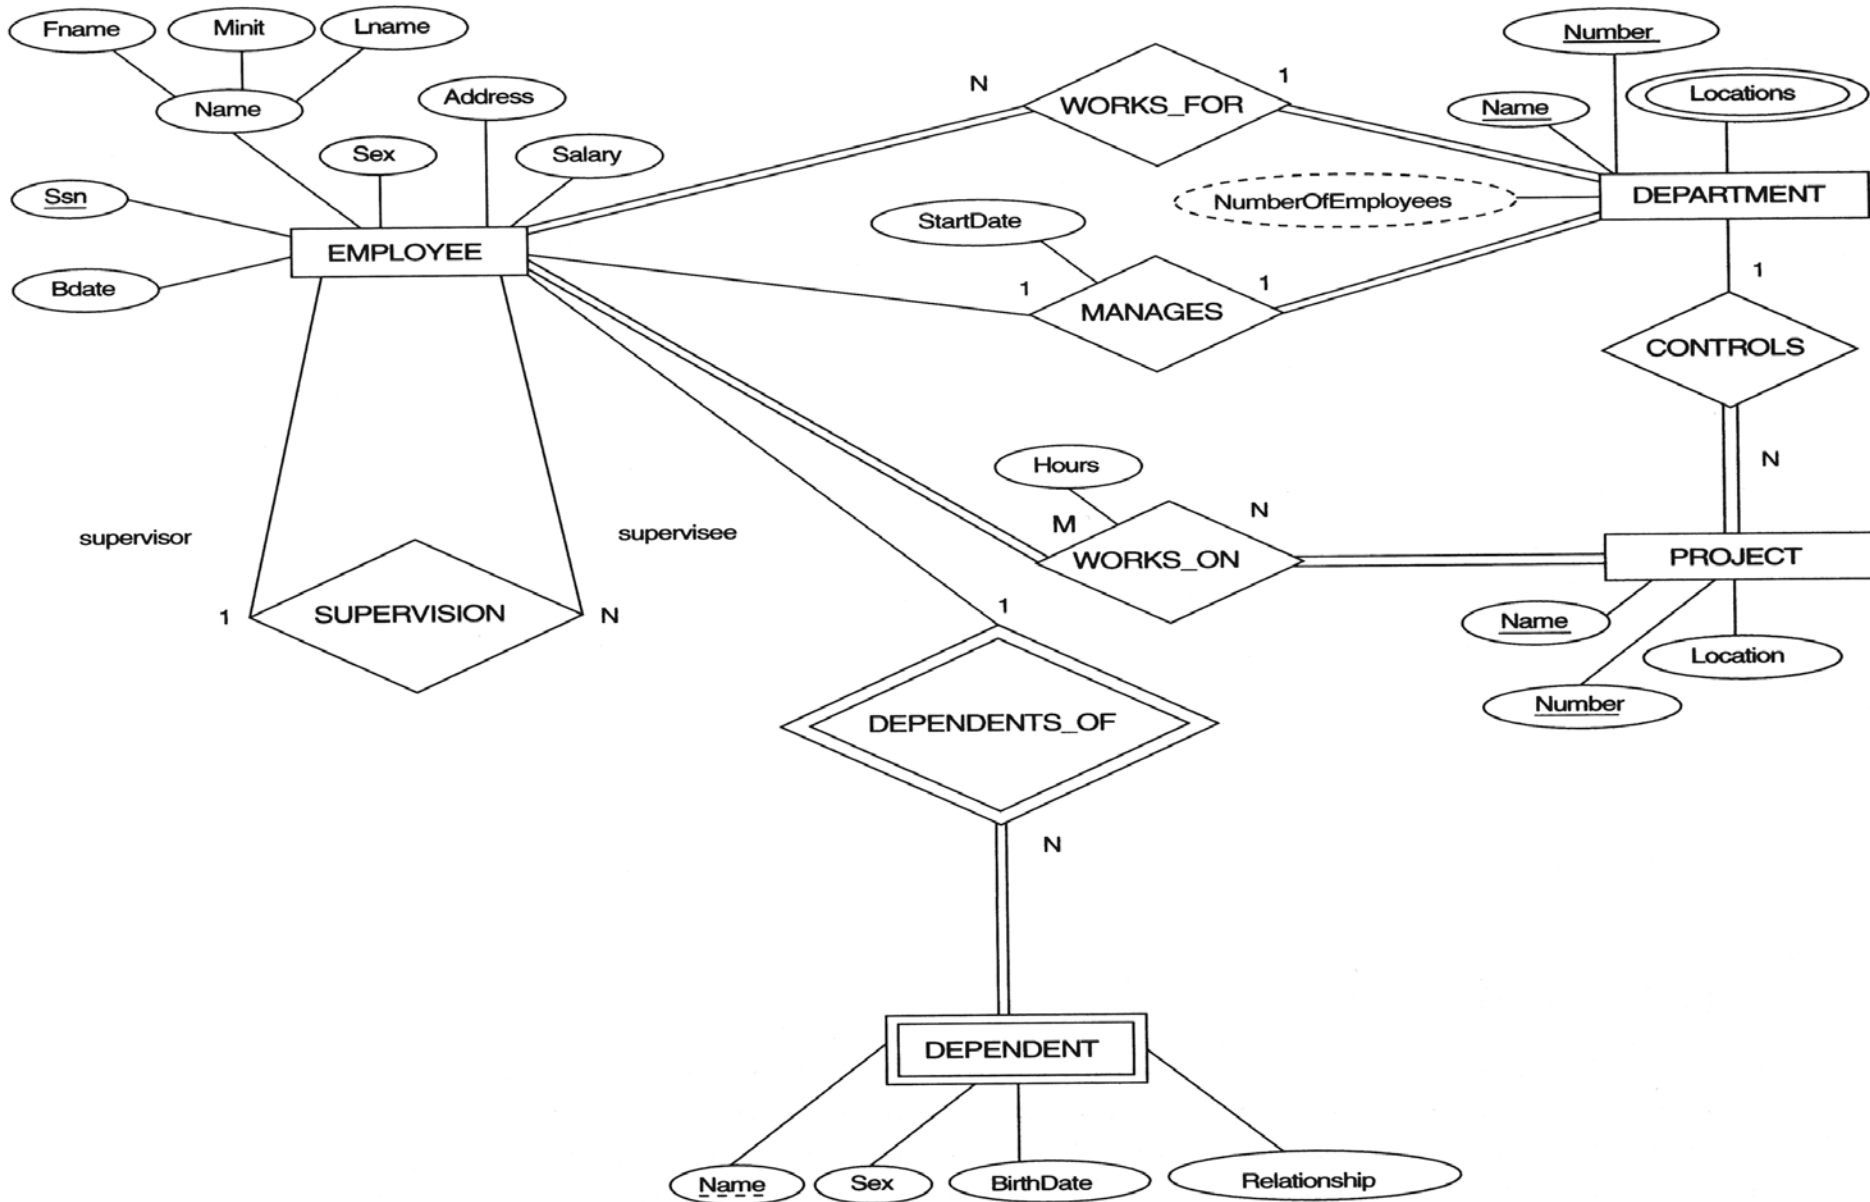 Fname
Minit
Lname
Number
Name
Address
N
1
WORKS_FOR
Name
Locations
Sex
Salary
Ssn
StartDate
NumberOfEmployees
DEPARTMENT
EMPLOYEE
Bdate
1
1
MANAGES
1
CONTROLS
Hours
N
M
N
supervisor
supervisee
WORKS_ON
PROJECT
1
SUPERVISION
N
1
Name
Location
Number
DEPENDENTS_OF
N
DEPENDENT
Name
Sex
BirthDate
Relationship